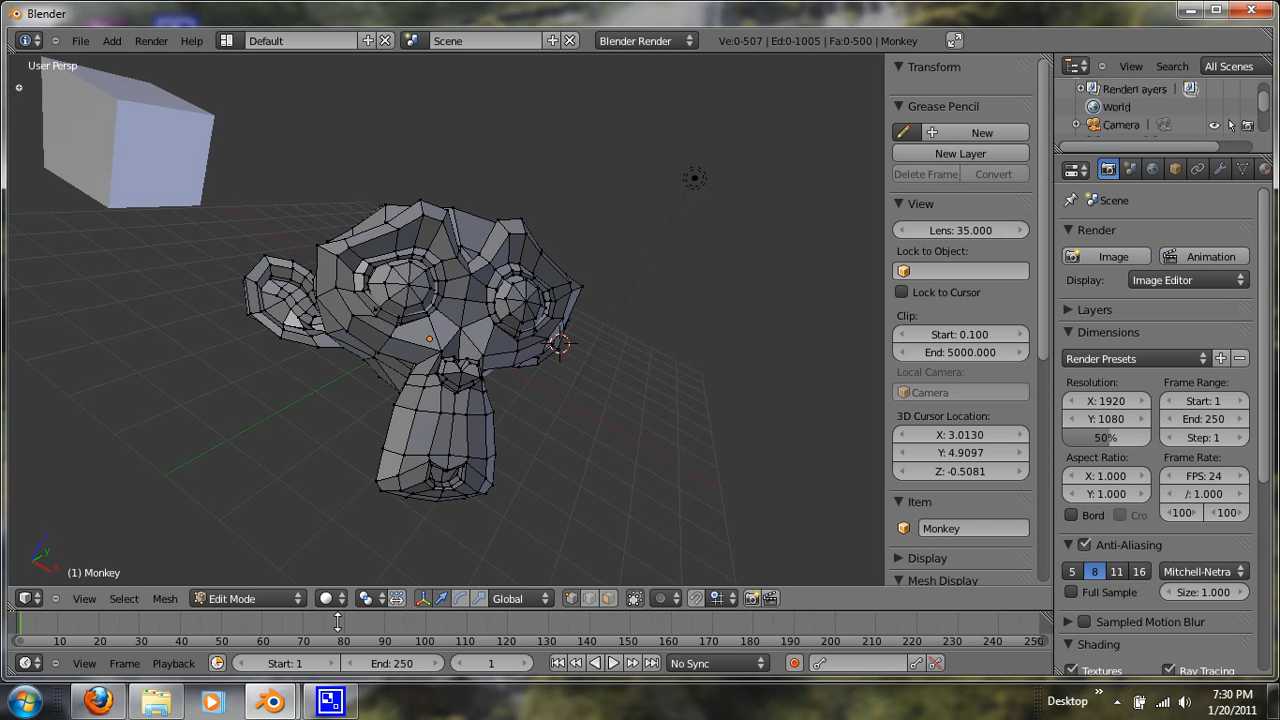 Blender
File Add Render Help Default Scene Blender Render Ve:0-507 | Ed:0-1005 | Fa:0-500 | Monkey
User Persp
(1) Monkey
Transform
Grease Pencil
New
New Layer
Delete Frame Convert
View
Lens: 35.000
Lock to Object:
Lock to Cursor
Clip:
Start: 0.100
End: 5000.000
Local Camera:
Camera
3D Cursor Location:
X: 3.0130
Y: 4.9097
Z: -0.5081
Item
Monkey
Display
Mesh Display
View Search All Scenes
RenderLayers
World
Camera
Scene
Render
Image Animation
Display: Image Editor
Layers
Dimensions
Render Presets
Resolution: Frame Range:
X: 1920 Start: 1
Y: 1080 End: 250
50% Step: 1
Aspect Ratio: Frame Rate:
X: 1.000 FPS: 24
Y: 1.000 /: 1.000
Bord Cro 100 100
Anti-Aliasing
5 8 11 16 Mitchell-Netra
Full Sample Size: 1.000
Sampled Motion Blur
Shading
Textures Ray Tracing
View Select Mesh Edit Mode Global
10 20 30 40 50 60 70 80 90 100 110 120 130 140 150 160 170 180 190 200 210 220 230 240 250
View Frame Playback Start: 1 End: 250 1 No Sync
Desktop
7:30 PM
1/20/2011